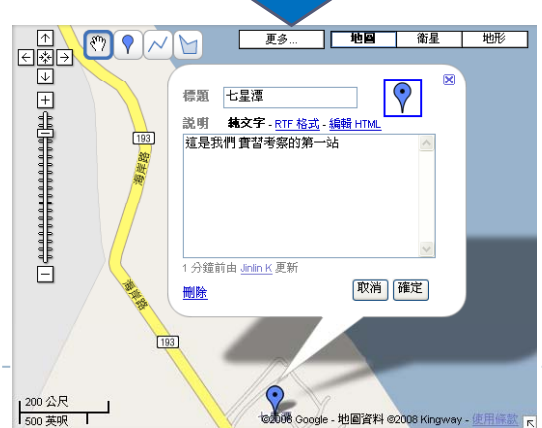 更多... 地圖 衛星 地形
標題 七星潭
說明 純文字 - RTF 格式 - 編輯 HTML
這是我們 實習考察的第一站
1 分鐘前由 Jinlin K 更新
刪除 取消 確定
193
海岸路
海岸路
193
200 公尺
500 英呎
©2008 Google - 地圖資料 ©2008 Kingway - 使用條款